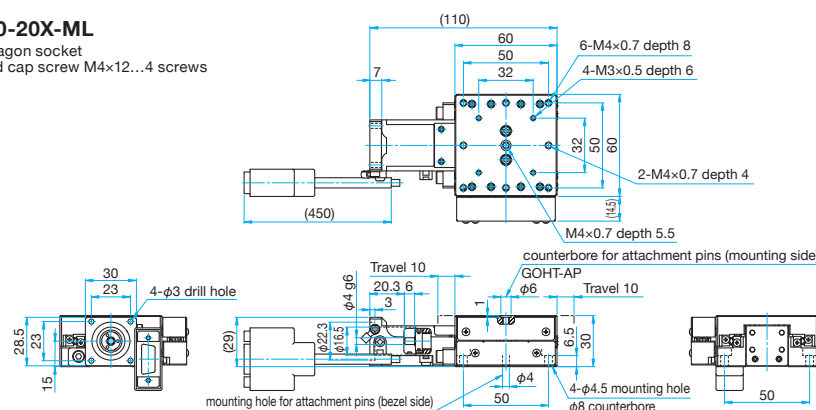 0-20X-ML
agon socket
d cap screw M4×12…4 screws
(110)
60
50
32
7
6-M4×0.7 depth 8
4-M3×0.5 depth 6
32
50
60
(14.5)
2-M4×0.7 depth 4
M4×0.7 depth 5.5
(450)
counterbore for attachment pins (mounting side)
GOHT-AP
Travel 10
φ6
Travel 10
30
23
4-φ3 drill hole
28.5
23
15
(29)
φ4 g6
20.3
6
3
φ22.3
φ16.5
1
6.5
30
φ4
50
4-φ4.5 mounting hole
φ8 counterbore
mounting hole for attachment pins (bezel side)
50